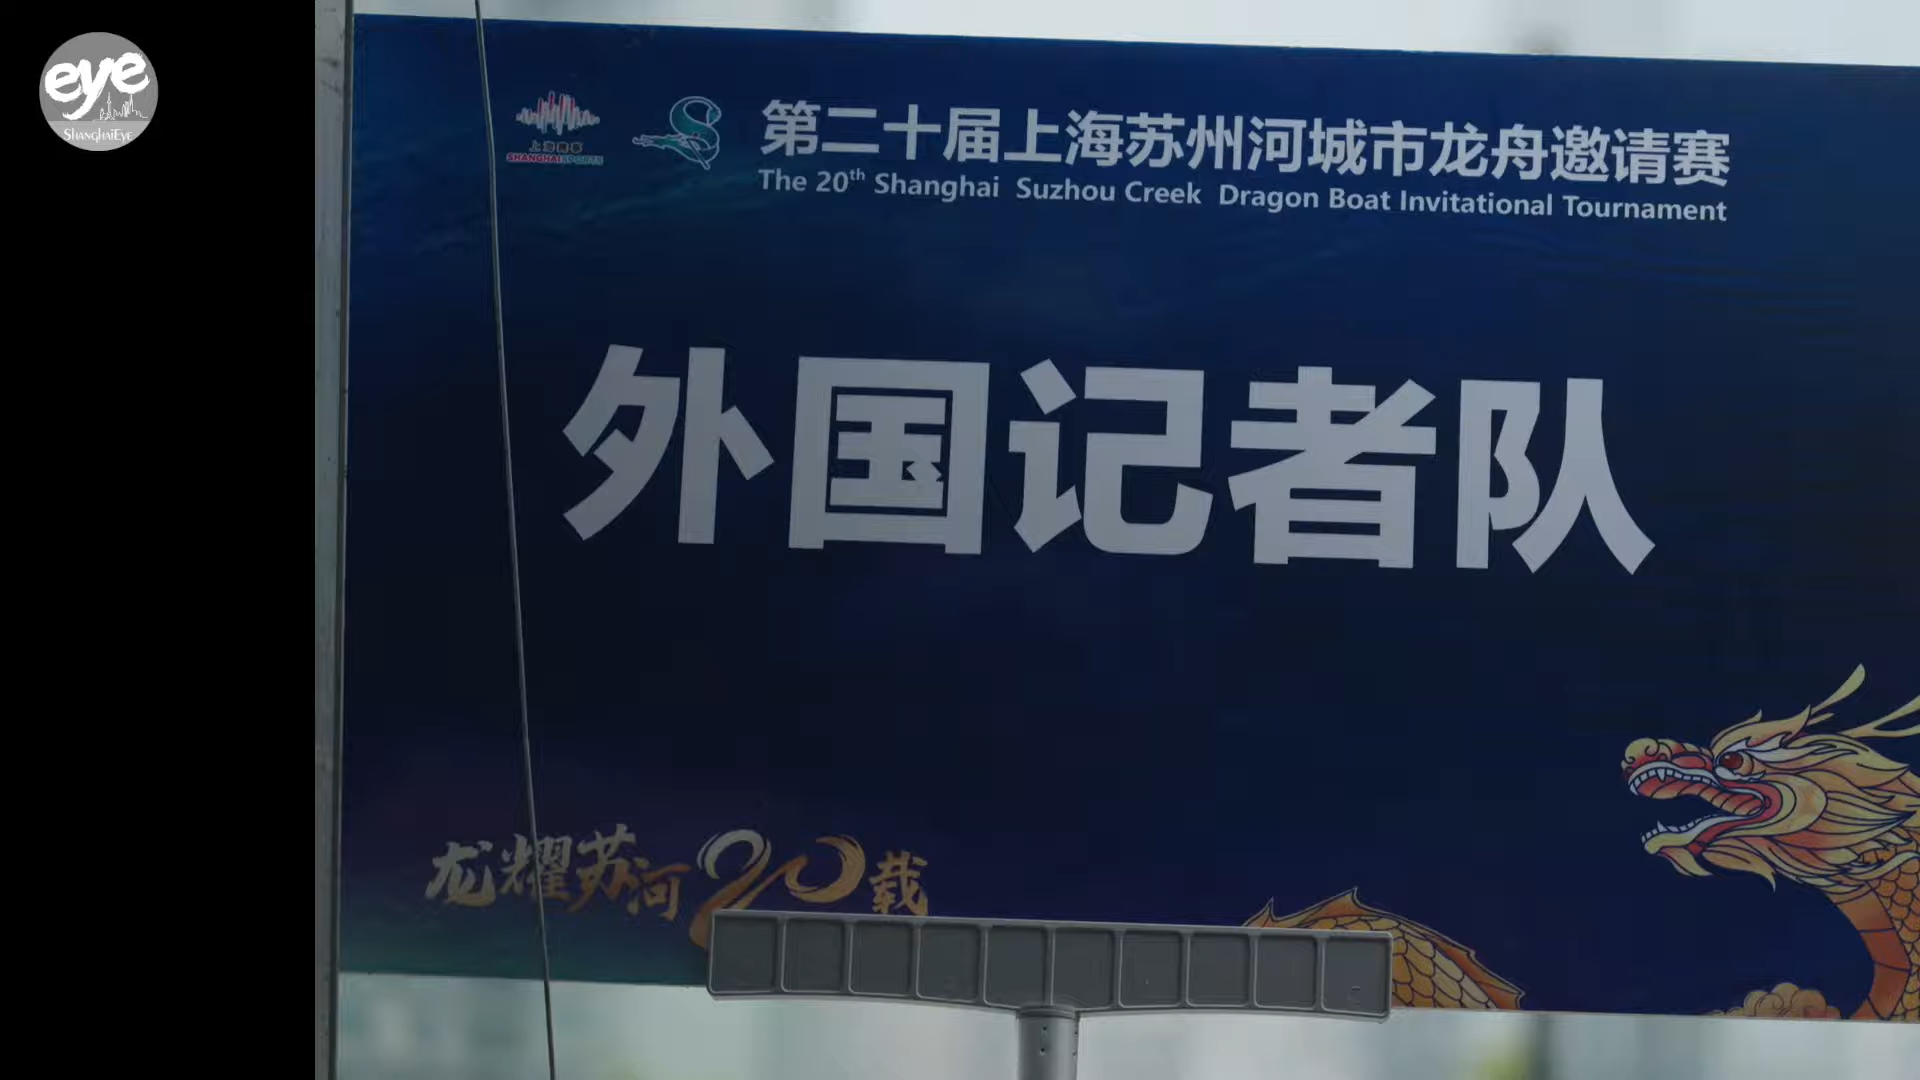 eye
ShanghaiEye
SHANGHAI SPORTS
第二十届上海苏州河城市龙舟邀请赛
The 20th Shanghai Suzhou Creek Dragon Boat Invitational Tournament
外国记者队
龙耀苏河20载